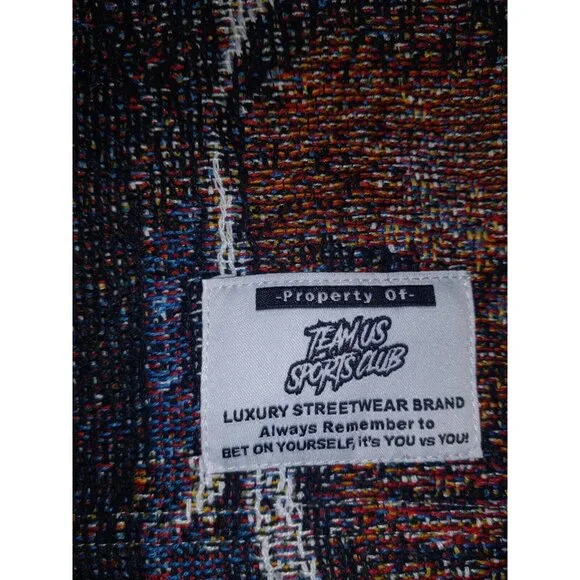 -Property Of-
TEAM US
SPORTS CLUB
LUXURY STREETWEAR BRAND
Always Remember to
BET ON YOURSELF, it's YOU vs YOU!